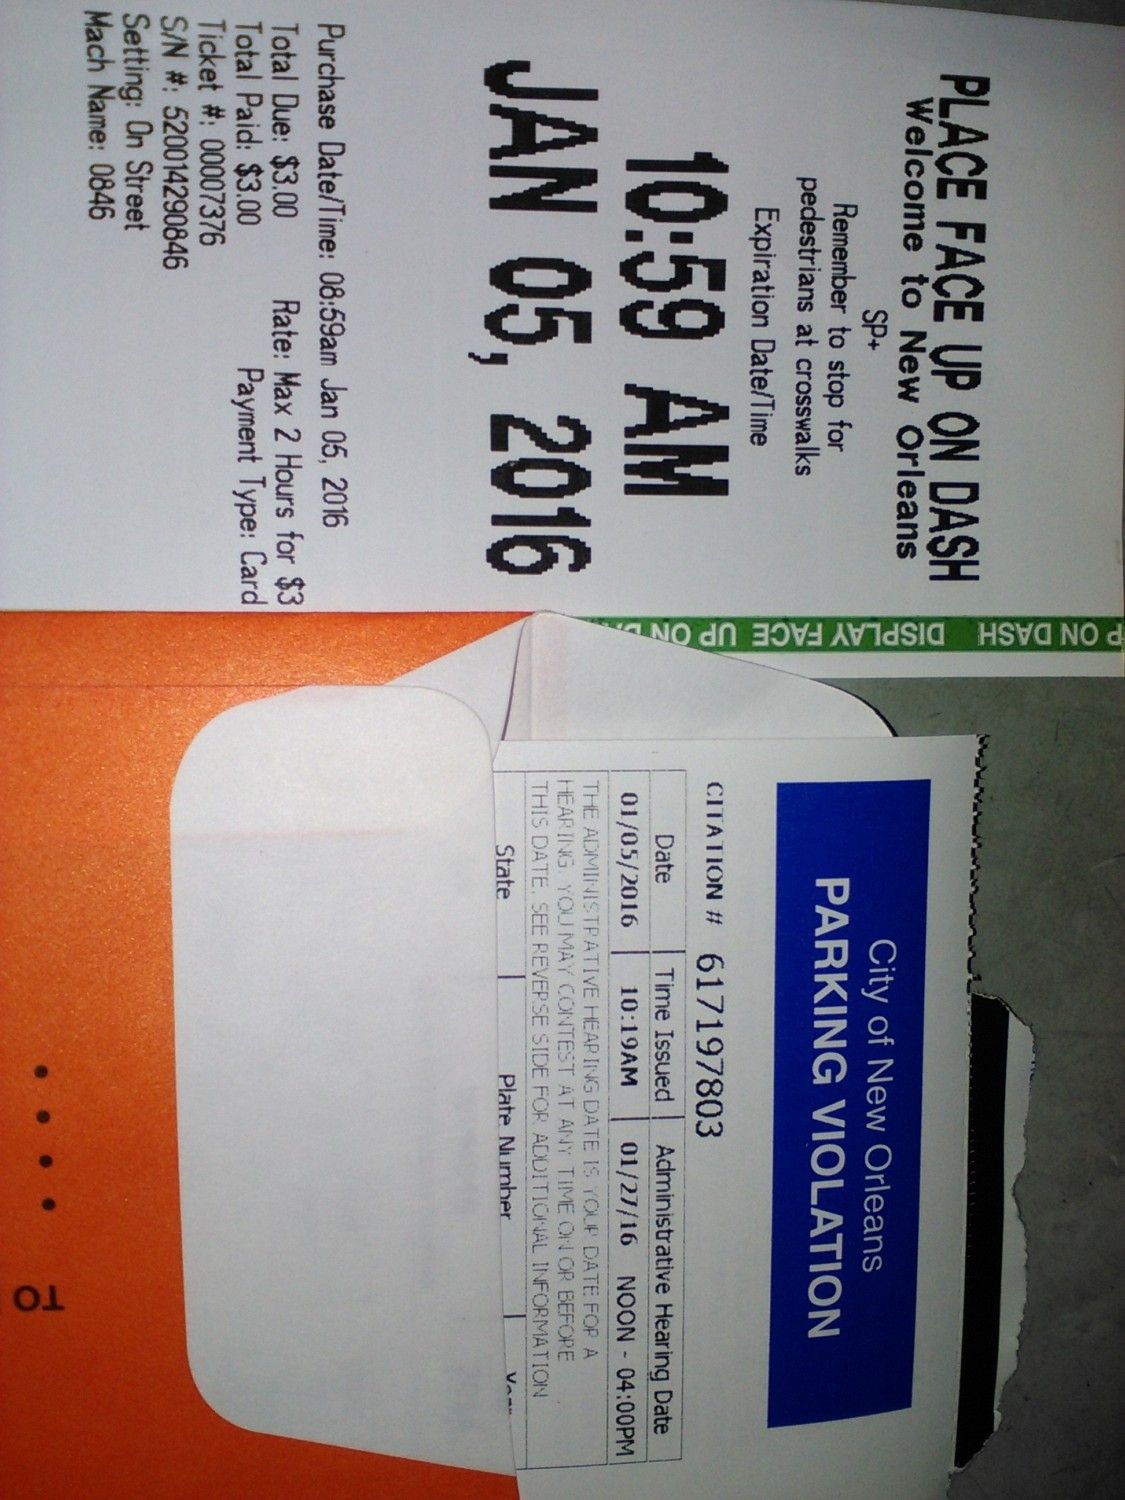 PLACE FACE UP ON DASH
Welcome to New Orleans
SP+
Remember to stop for
pedestrians at crosswalks
Expiration Date/Time
10:59 AM
JAN 05, 2016
Purchase Date/Time: 08:59am Jan 05, 2016
Total Due: $3.00 Rate: Max 2 Hours for $3
Total Paid: $3.00 Payment Type: Card
Ticket #: 00007376
S/N #: 520014290846
Setting: On Street
Mach Name: 0846
P ON DASH DISPLAY FACE UP ON DA
City of New Orleans
PARKING VIOLATION
CITATION # 617197803
Date Time Issued Administrative Hearing Date
01/05/2016 10:19AM 01/27/16 NOON - 04:00PM
THE ADMINISTRATIVE HEARING DATE IS YOUR DATE FOR A
HEARING. YOU MAY CONTEST AT ANY TIME ON OR BEFORE
THIS DATE. SEE REVERSE SIDE FOR ADDITIONAL INFORMATION
State Plate Number Year
TO